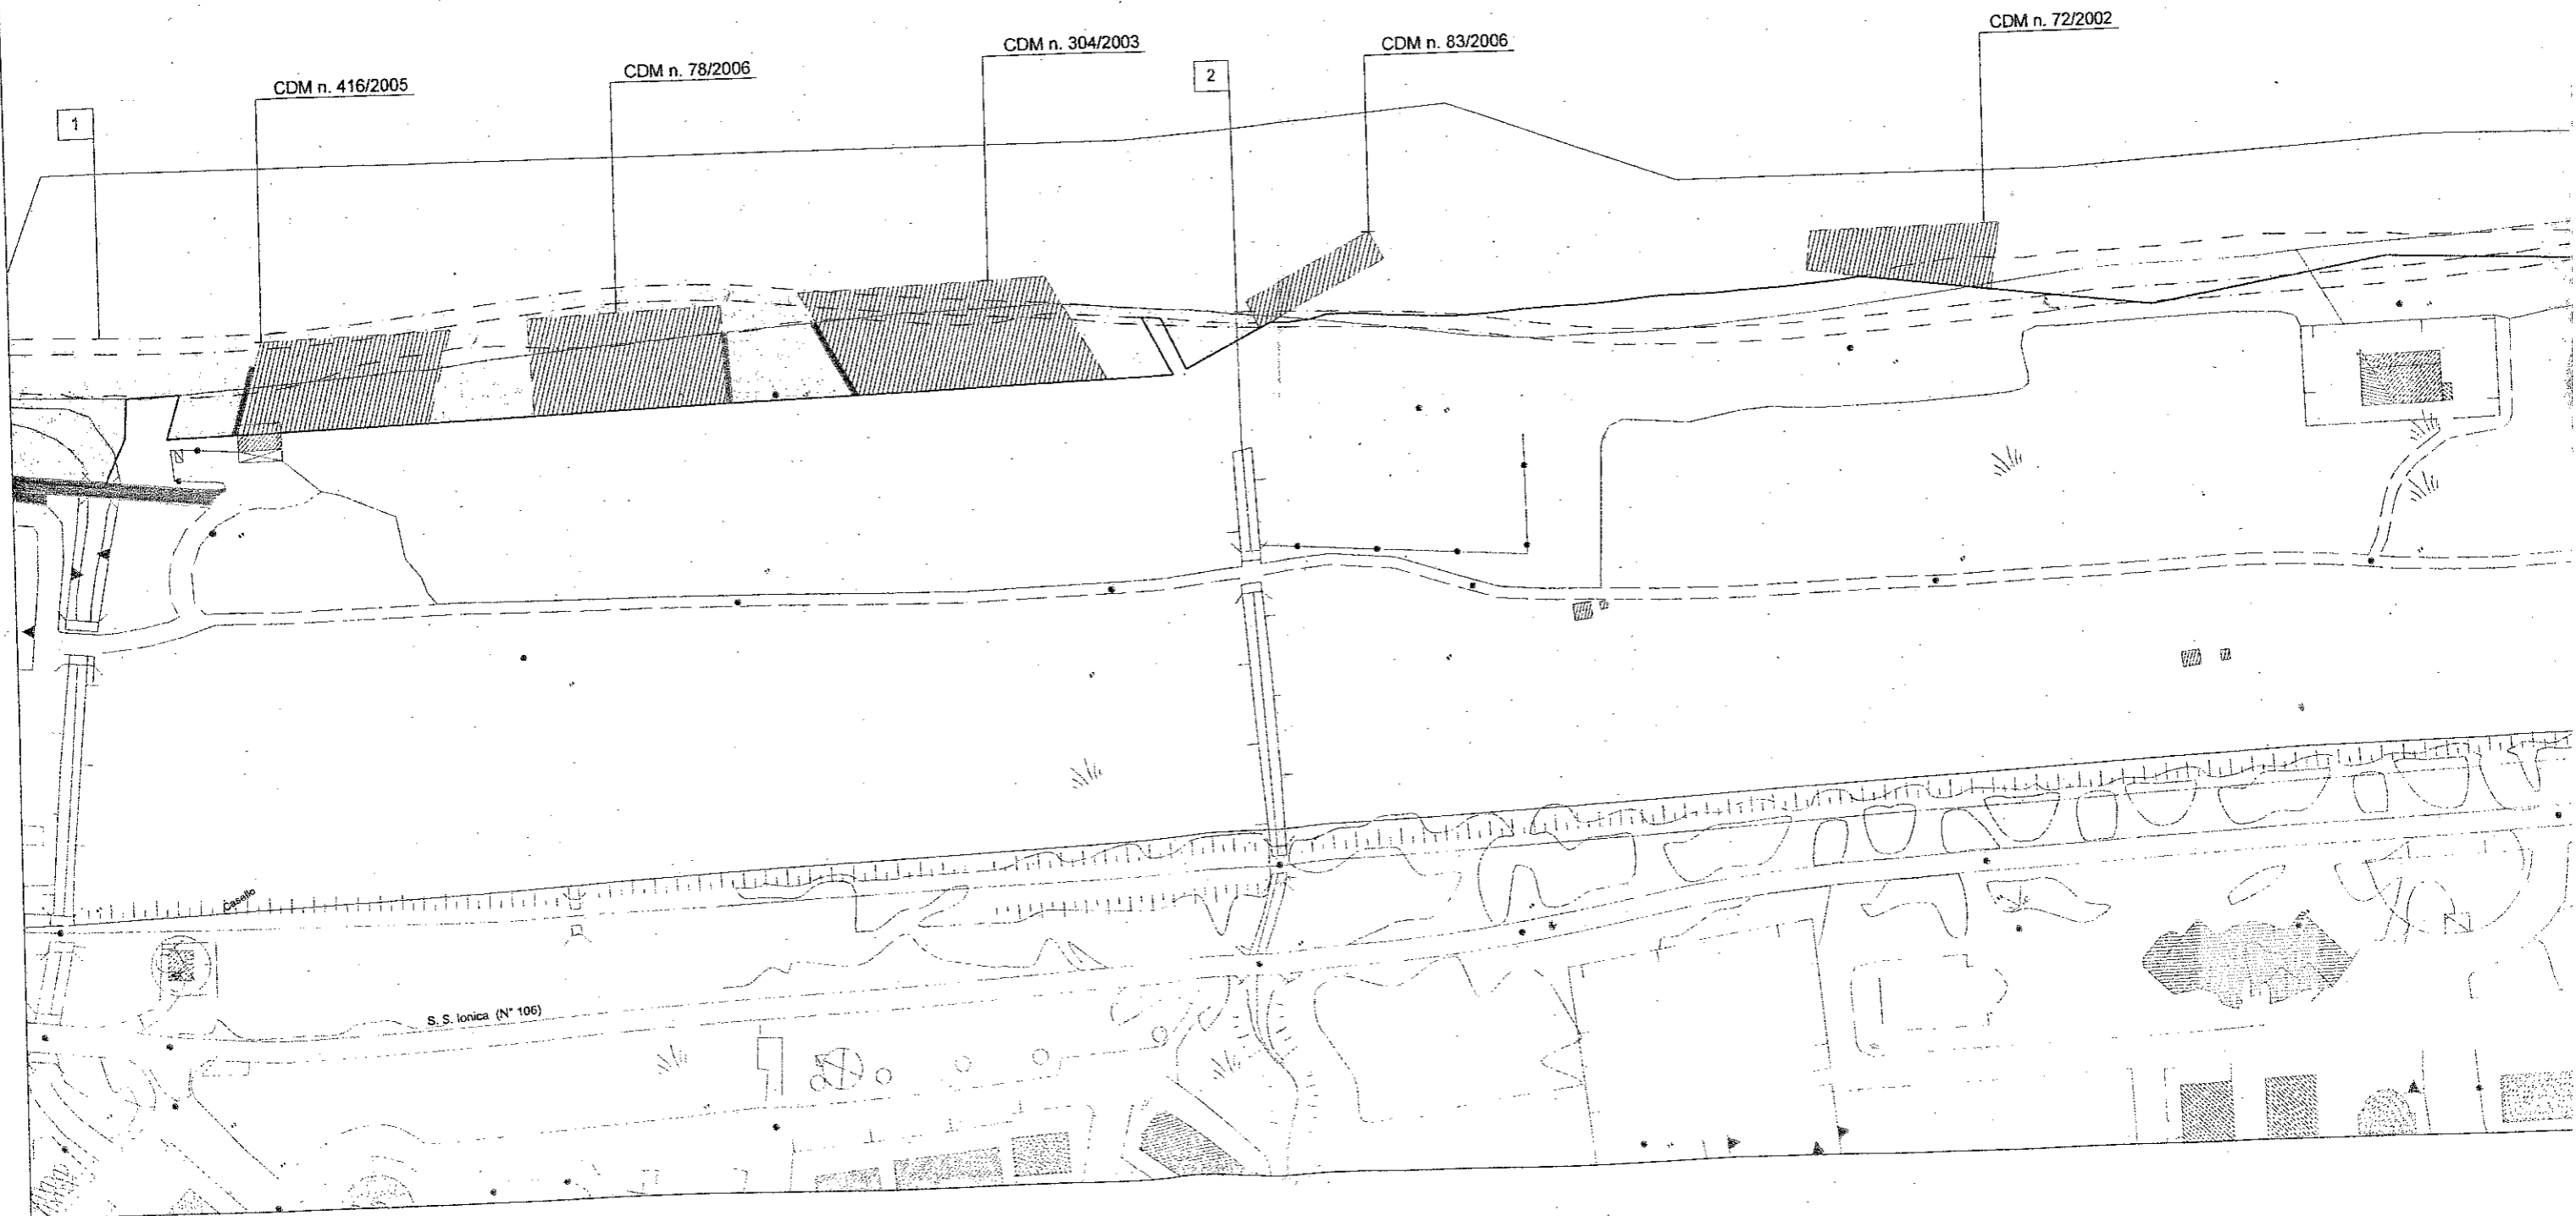 CDM n. 72/2002
CDM n. 304/2003
CDM n. 83/2006
CDM n. 78/2006
2
CDM n. 416/2005
1
Casello
S. S. Ionica (N° 106)